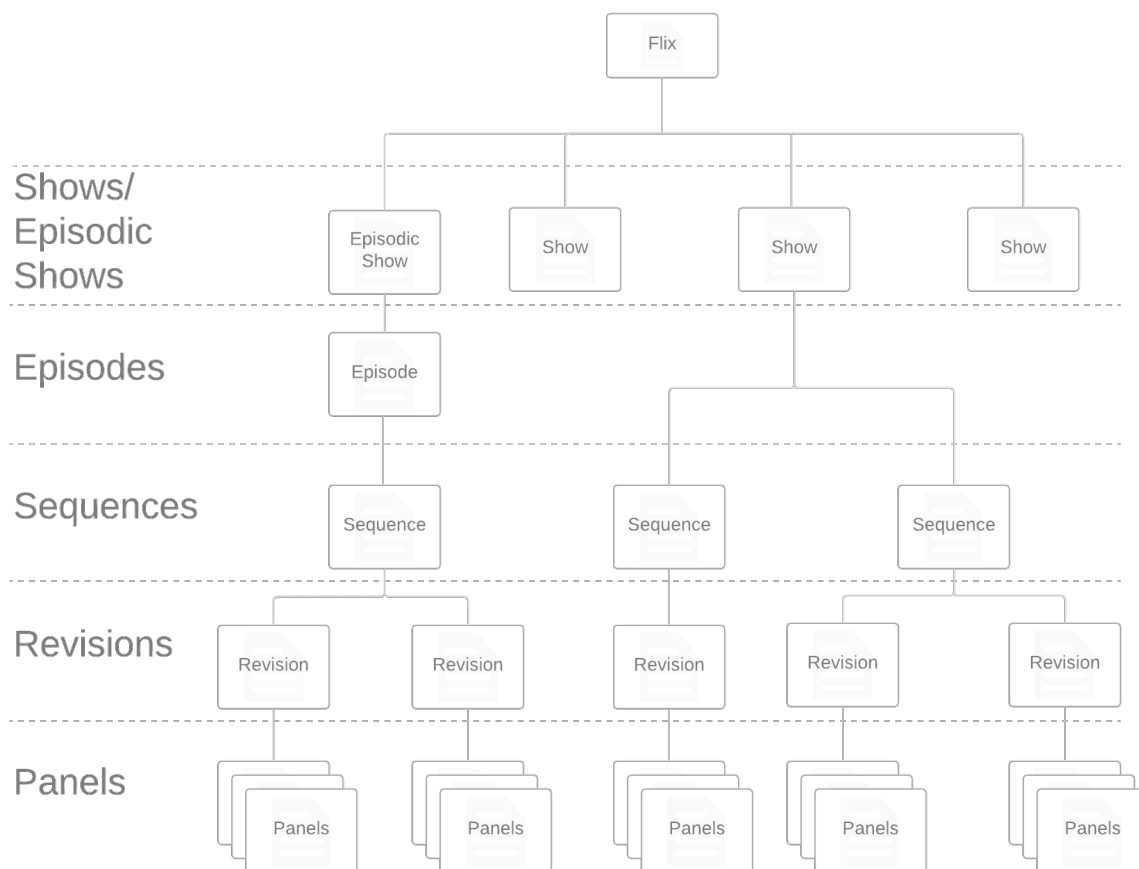 Flix
Shows/
Episodic
Shows
Episodic
Show
Show
Show
Show
Episodes
Episode
Sequences
Sequence
Sequence
Sequence
Revisions
Revision
Revision
Revision
Revision
Revision
Panels
Panels
Panels
Panels
Panels
Panels